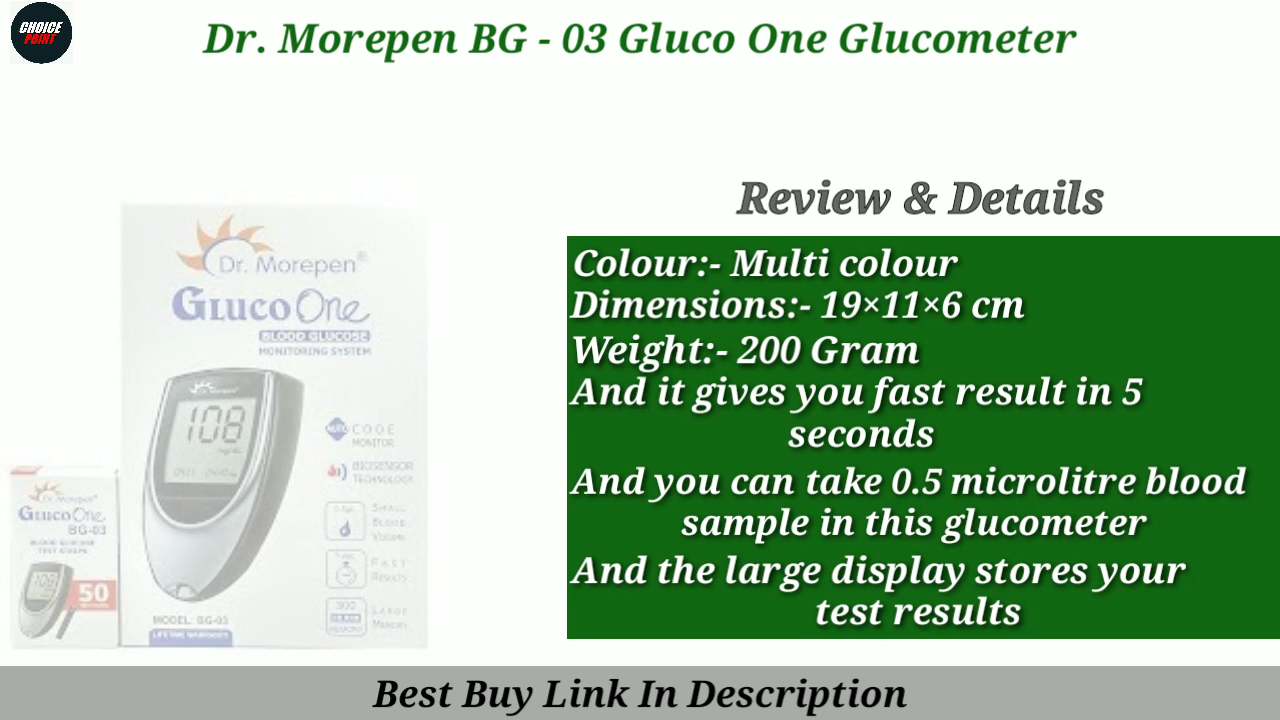 CHOICE
POINT
Dr. Morepen BG - 03 Gluco One Glucometer
Review & Details
Colour:- Multi colour
Dimensions:- 19×11×6 cm
Weight:- 200 Gram
And it gives you fast result in 5
seconds
And you can take 0.5 microlitre blood
sample in this glucometer
And the large display stores your
test results
Dr. Morepen®
GlucoOne
BLOOD GLUCOSE
MONITORING SYSTEM
108
AUTO CODE
MONITOR
BIOSENSOR
TECHNOLOGY
SMALL
BLOOD
VOLUME
FAST
RESULTS
300
LARGE
MEMORY
MODEL: BG-03
LIFETIME WARRANTY
Dr. Morepen
GlucoOne
BG-03
BLOOD GLUCOSE
TEST STRIPS
50
Best Buy Link In Description